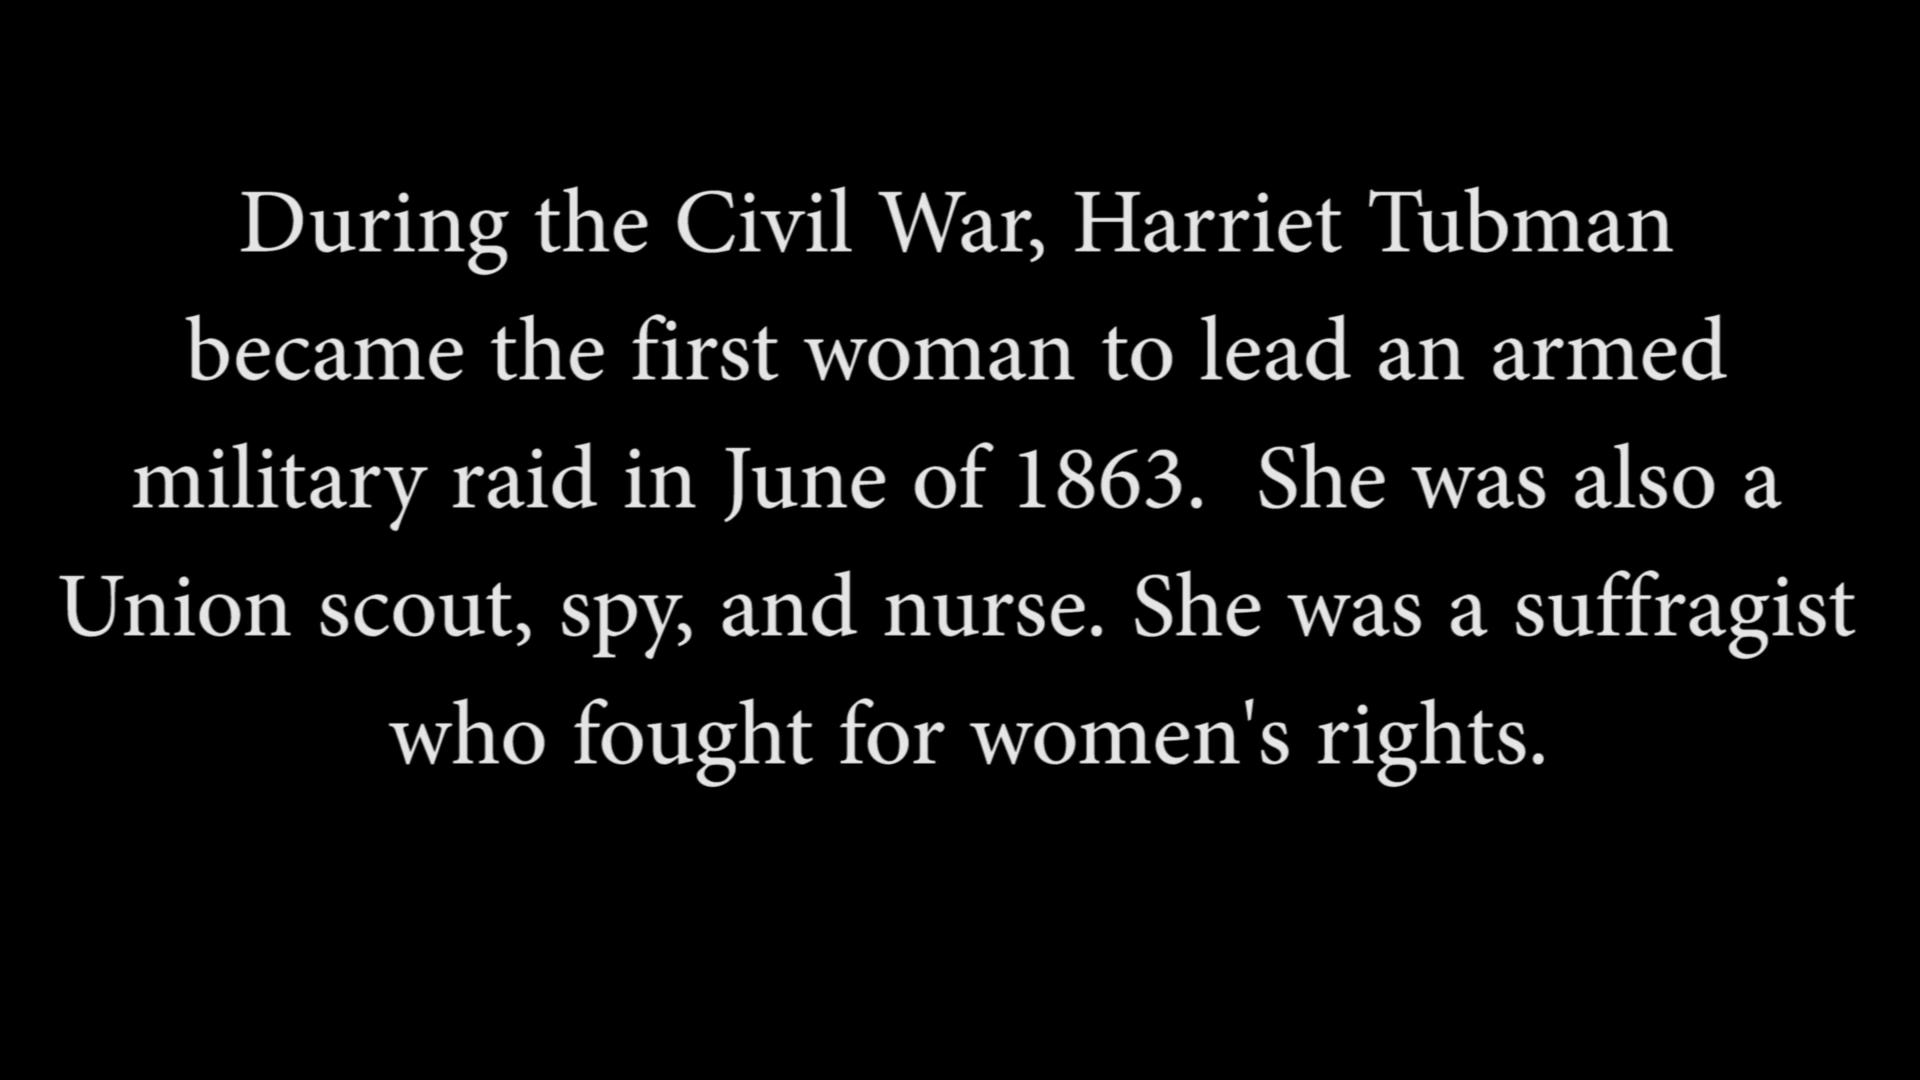 During the Civil War, Harriet Tubman
became the first woman to lead an armed
military raid in June of 1863.  She was also a
Union scout, spy, and nurse. She was a suffragist
who fought for women's rights.